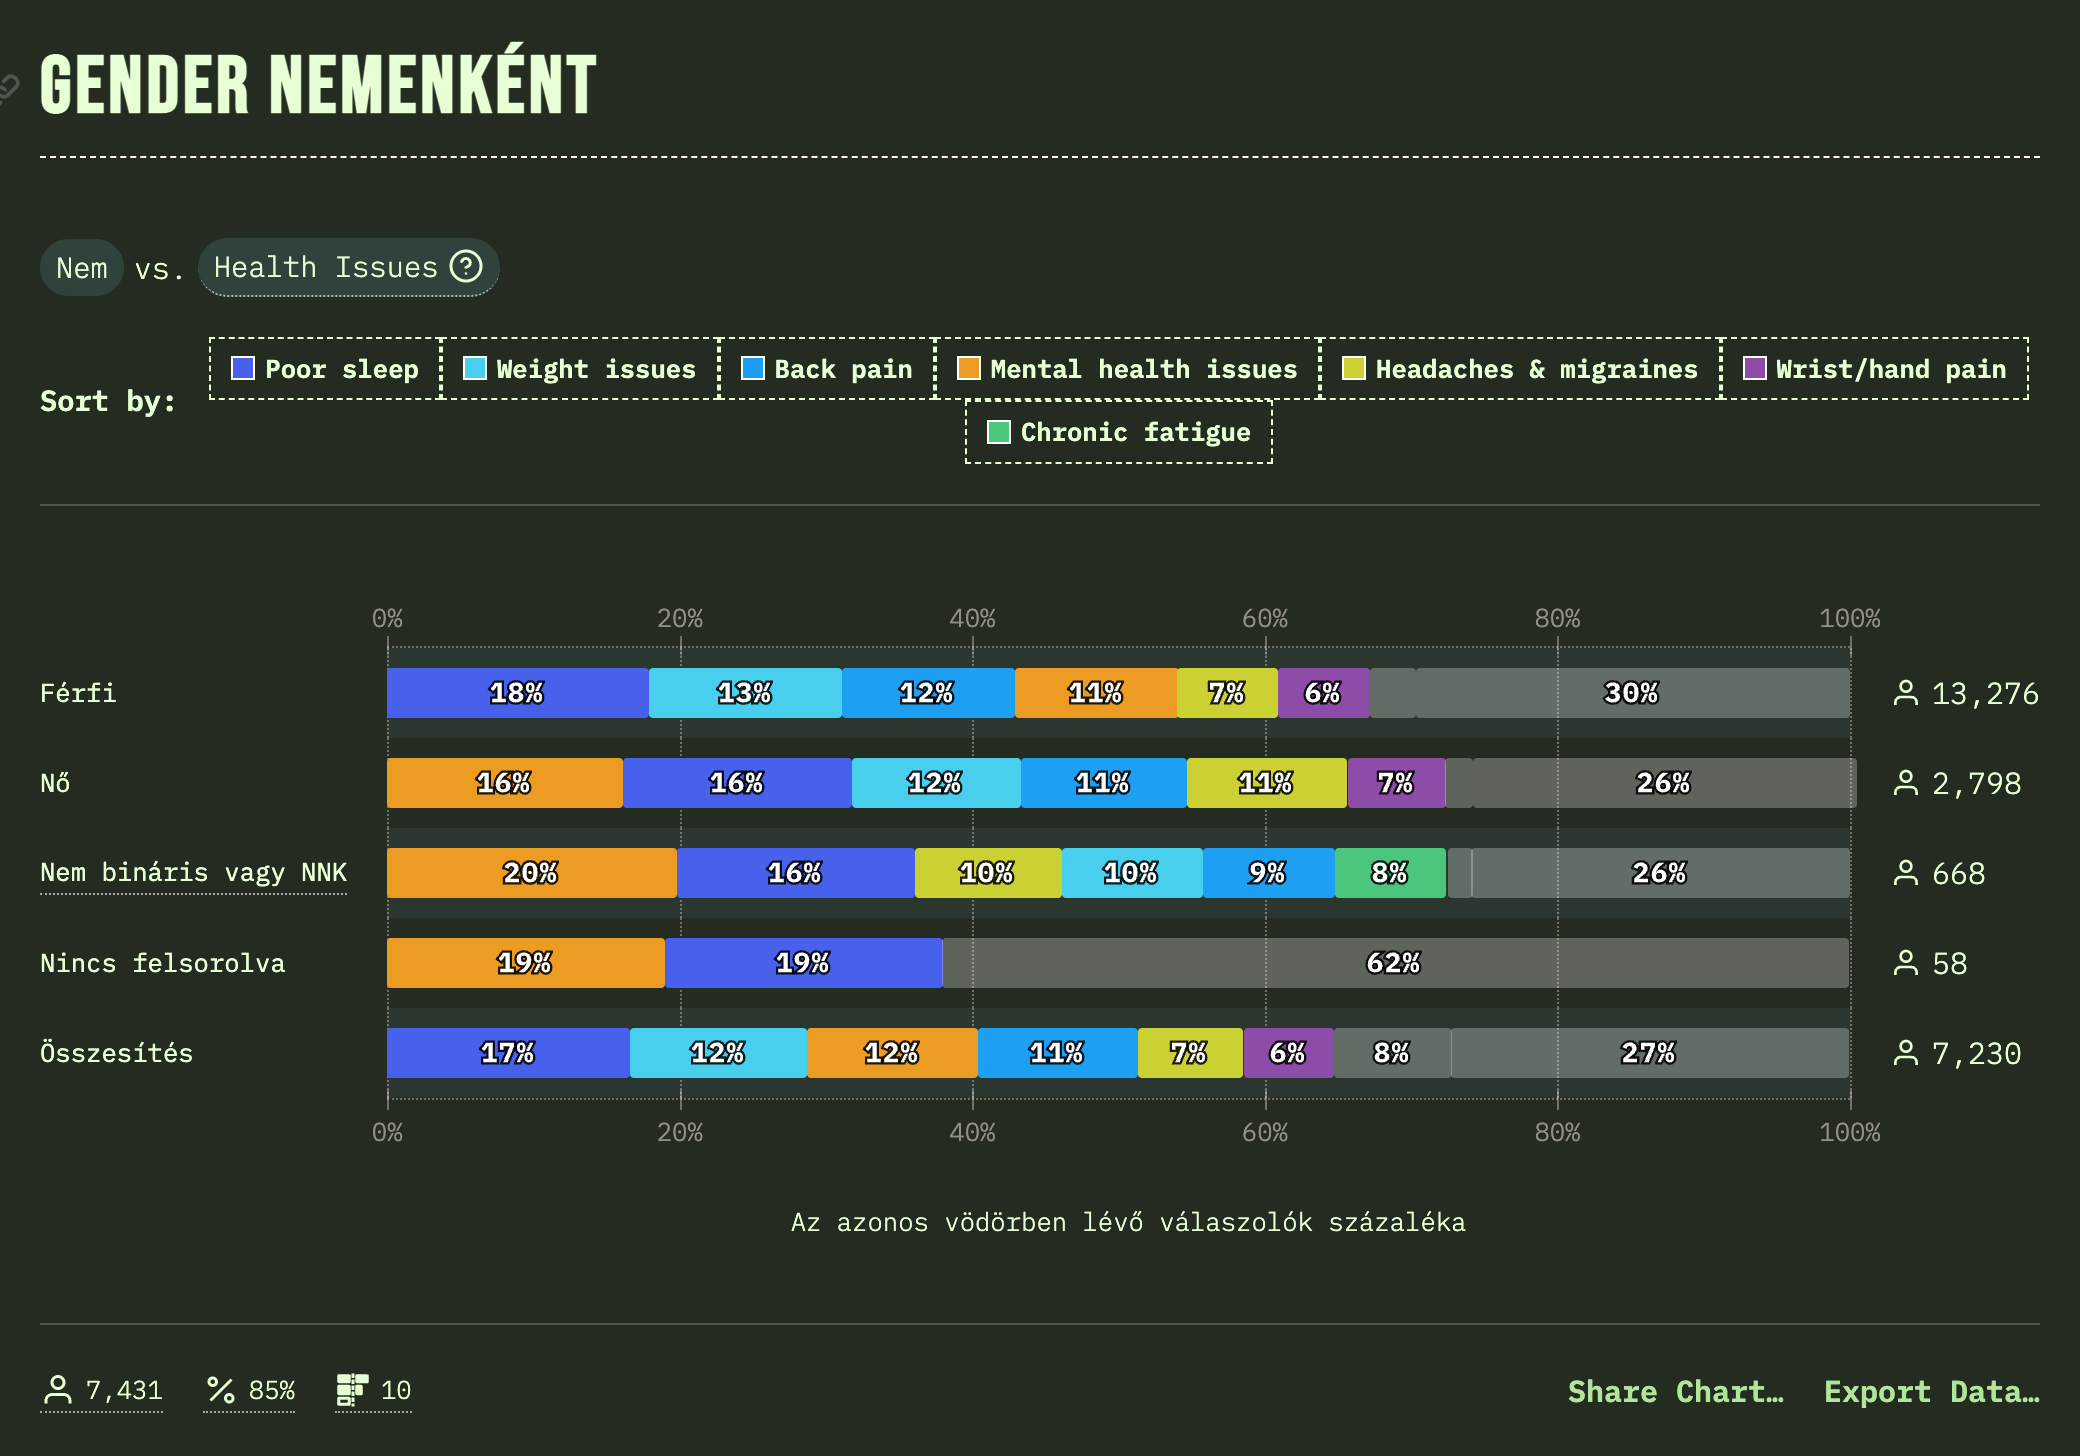 GENDER NEMENKÉNT
Nem vs. Health Issues ?
Sort by:
Poor sleep Weight issues Back pain Mental health issues Headaches & migraines Wrist/hand pain
Chronic fatigue
0% 20% 40% 60% 80% 100%
Férfi 18% 13% 12% 11% 7% 6% 30% 13,276
Nő 16% 16% 12% 11% 11% 7% 26% 2,798
Nem bináris vagy NNK 20% 16% 10% 10% 9% 8% 26% 668
Nincs felsorolva 19% 19% 62% 58
Összesítés 17% 12% 12% 11% 7% 6% 8% 27% 7,230
0% 20% 40% 60% 80% 100%
Az azonos vödörben lévő válaszolók százaléka
7,431 85% 10 Share Chart… Export Data…